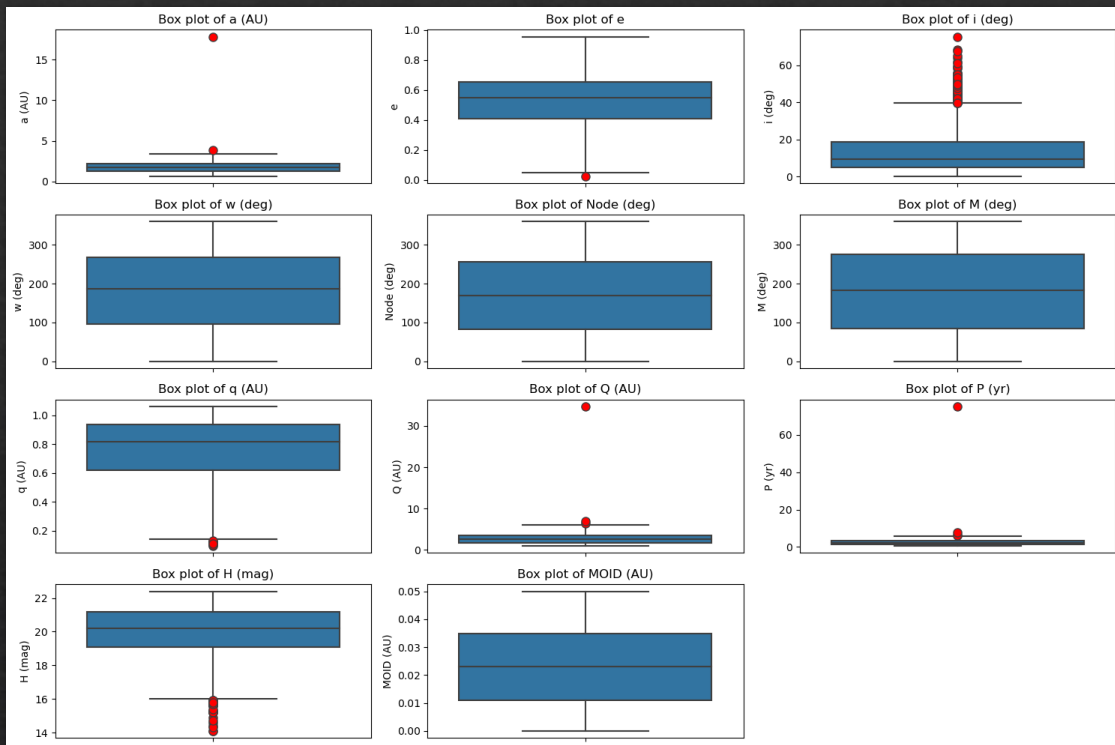 Box plot of a (AU)
a (AU)
15
10
5
0
Box plot of e
e
1.0
0.8
0.6
0.4
0.2
0.0
Box plot of i (deg)
i (deg)
60
40
20
0
Box plot of w (deg)
w (deg)
300
200
100
0
Box plot of Node (deg)
Node (deg)
300
200
100
0
Box plot of M (deg)
M (deg)
300
200
100
0
Box plot of q (AU)
q (AU)
1.0
0.8
0.6
0.4
0.2
Box plot of Q (AU)
Q (AU)
30
20
10
0
Box plot of P (yr)
P (yr)
60
40
20
0
Box plot of H (mag)
H (mag)
22
20
18
16
14
Box plot of MOID (AU)
MOID (AU)
0.05
0.04
0.03
0.02
0.01
0.00